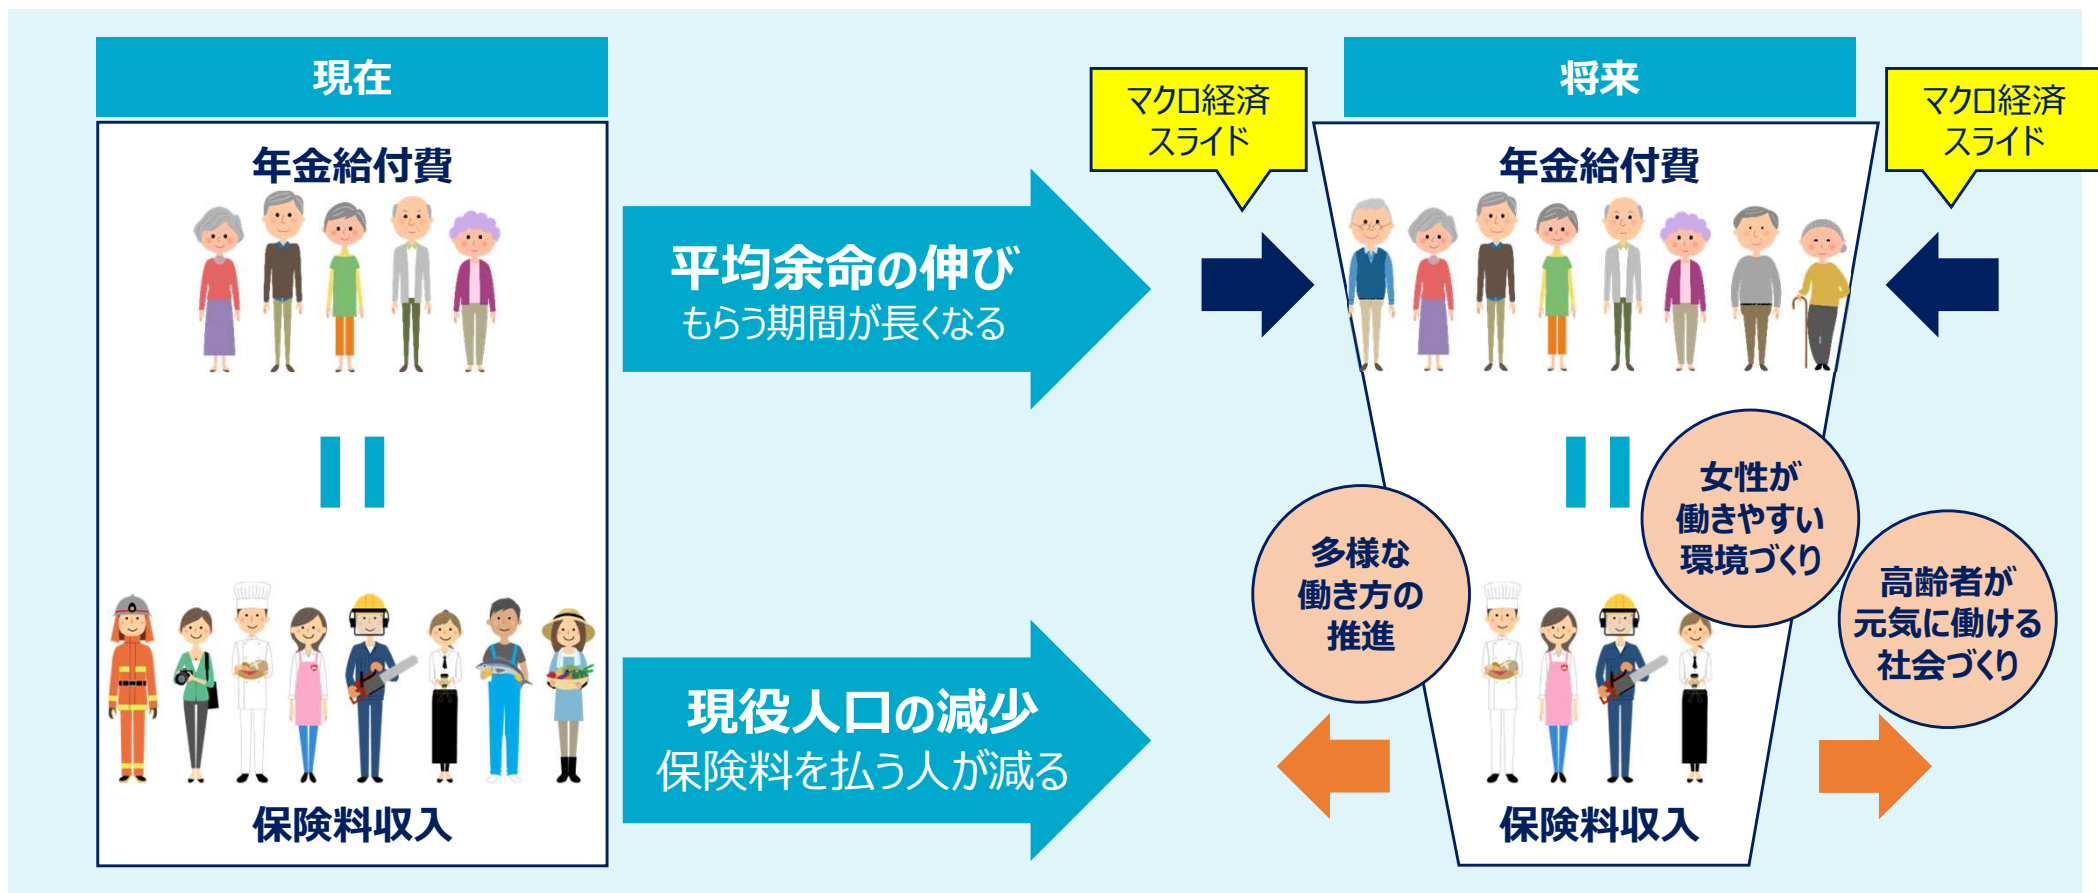 現在
年金給付費
保険料収入
平均余命の伸び
もらう期間が長くなる
現役人口の減少
保険料を払う人が減る
マクロ経済
スライド
将来
マクロ経済
スライド
年金給付費
女性が
働きやすい
環境づくり
多様な
働き方の
推進
高齢者が
元気に働ける
社会づくり
保険料収入